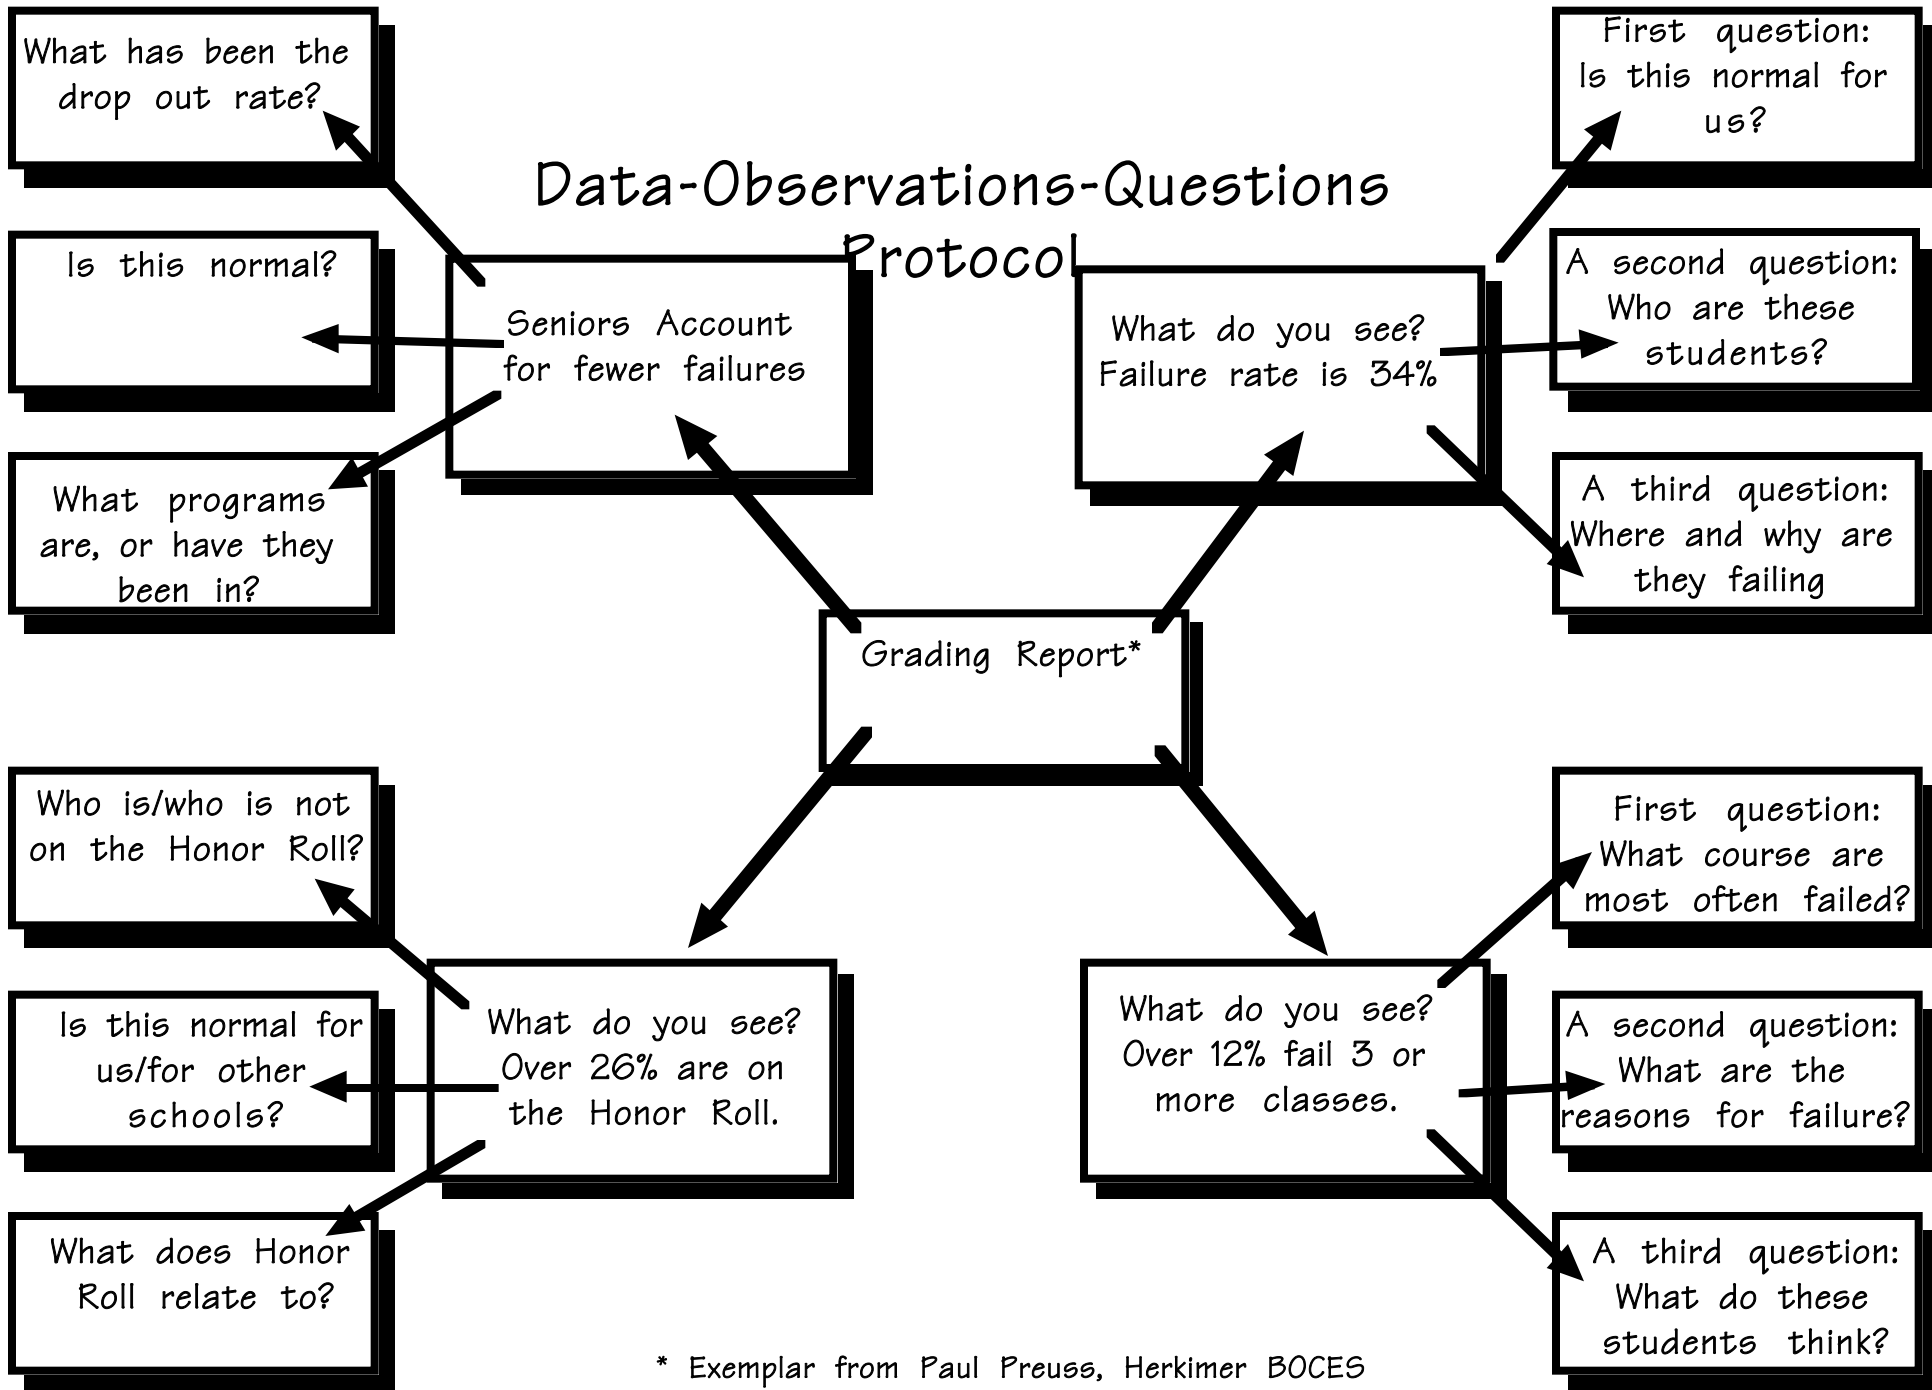 Data-Observations-Questions
Protocol
What has been the
drop out rate?
Is this normal?
What programs
are, or have they
been in?
Seniors Account
for fewer failures
What do you see?
Failure rate is 34%
First question:
Is this normal for
us?
A second question:
Who are these
students?
A third question:
Where and why are
they failing
Grading Report*
Who is/who is not
on the Honor Roll?
Is this normal for
us/for other
schools?
What does Honor
Roll relate to?
What do you see?
Over 26% are on
the Honor Roll.
What do you see?
Over 12% fail 3 or
more classes.
First question:
What course are
most often failed?
A second question:
What are the
reasons for failure?
A third question:
What do these
students think?
* Exemplar from Paul Preuss, Herkimer BOCES